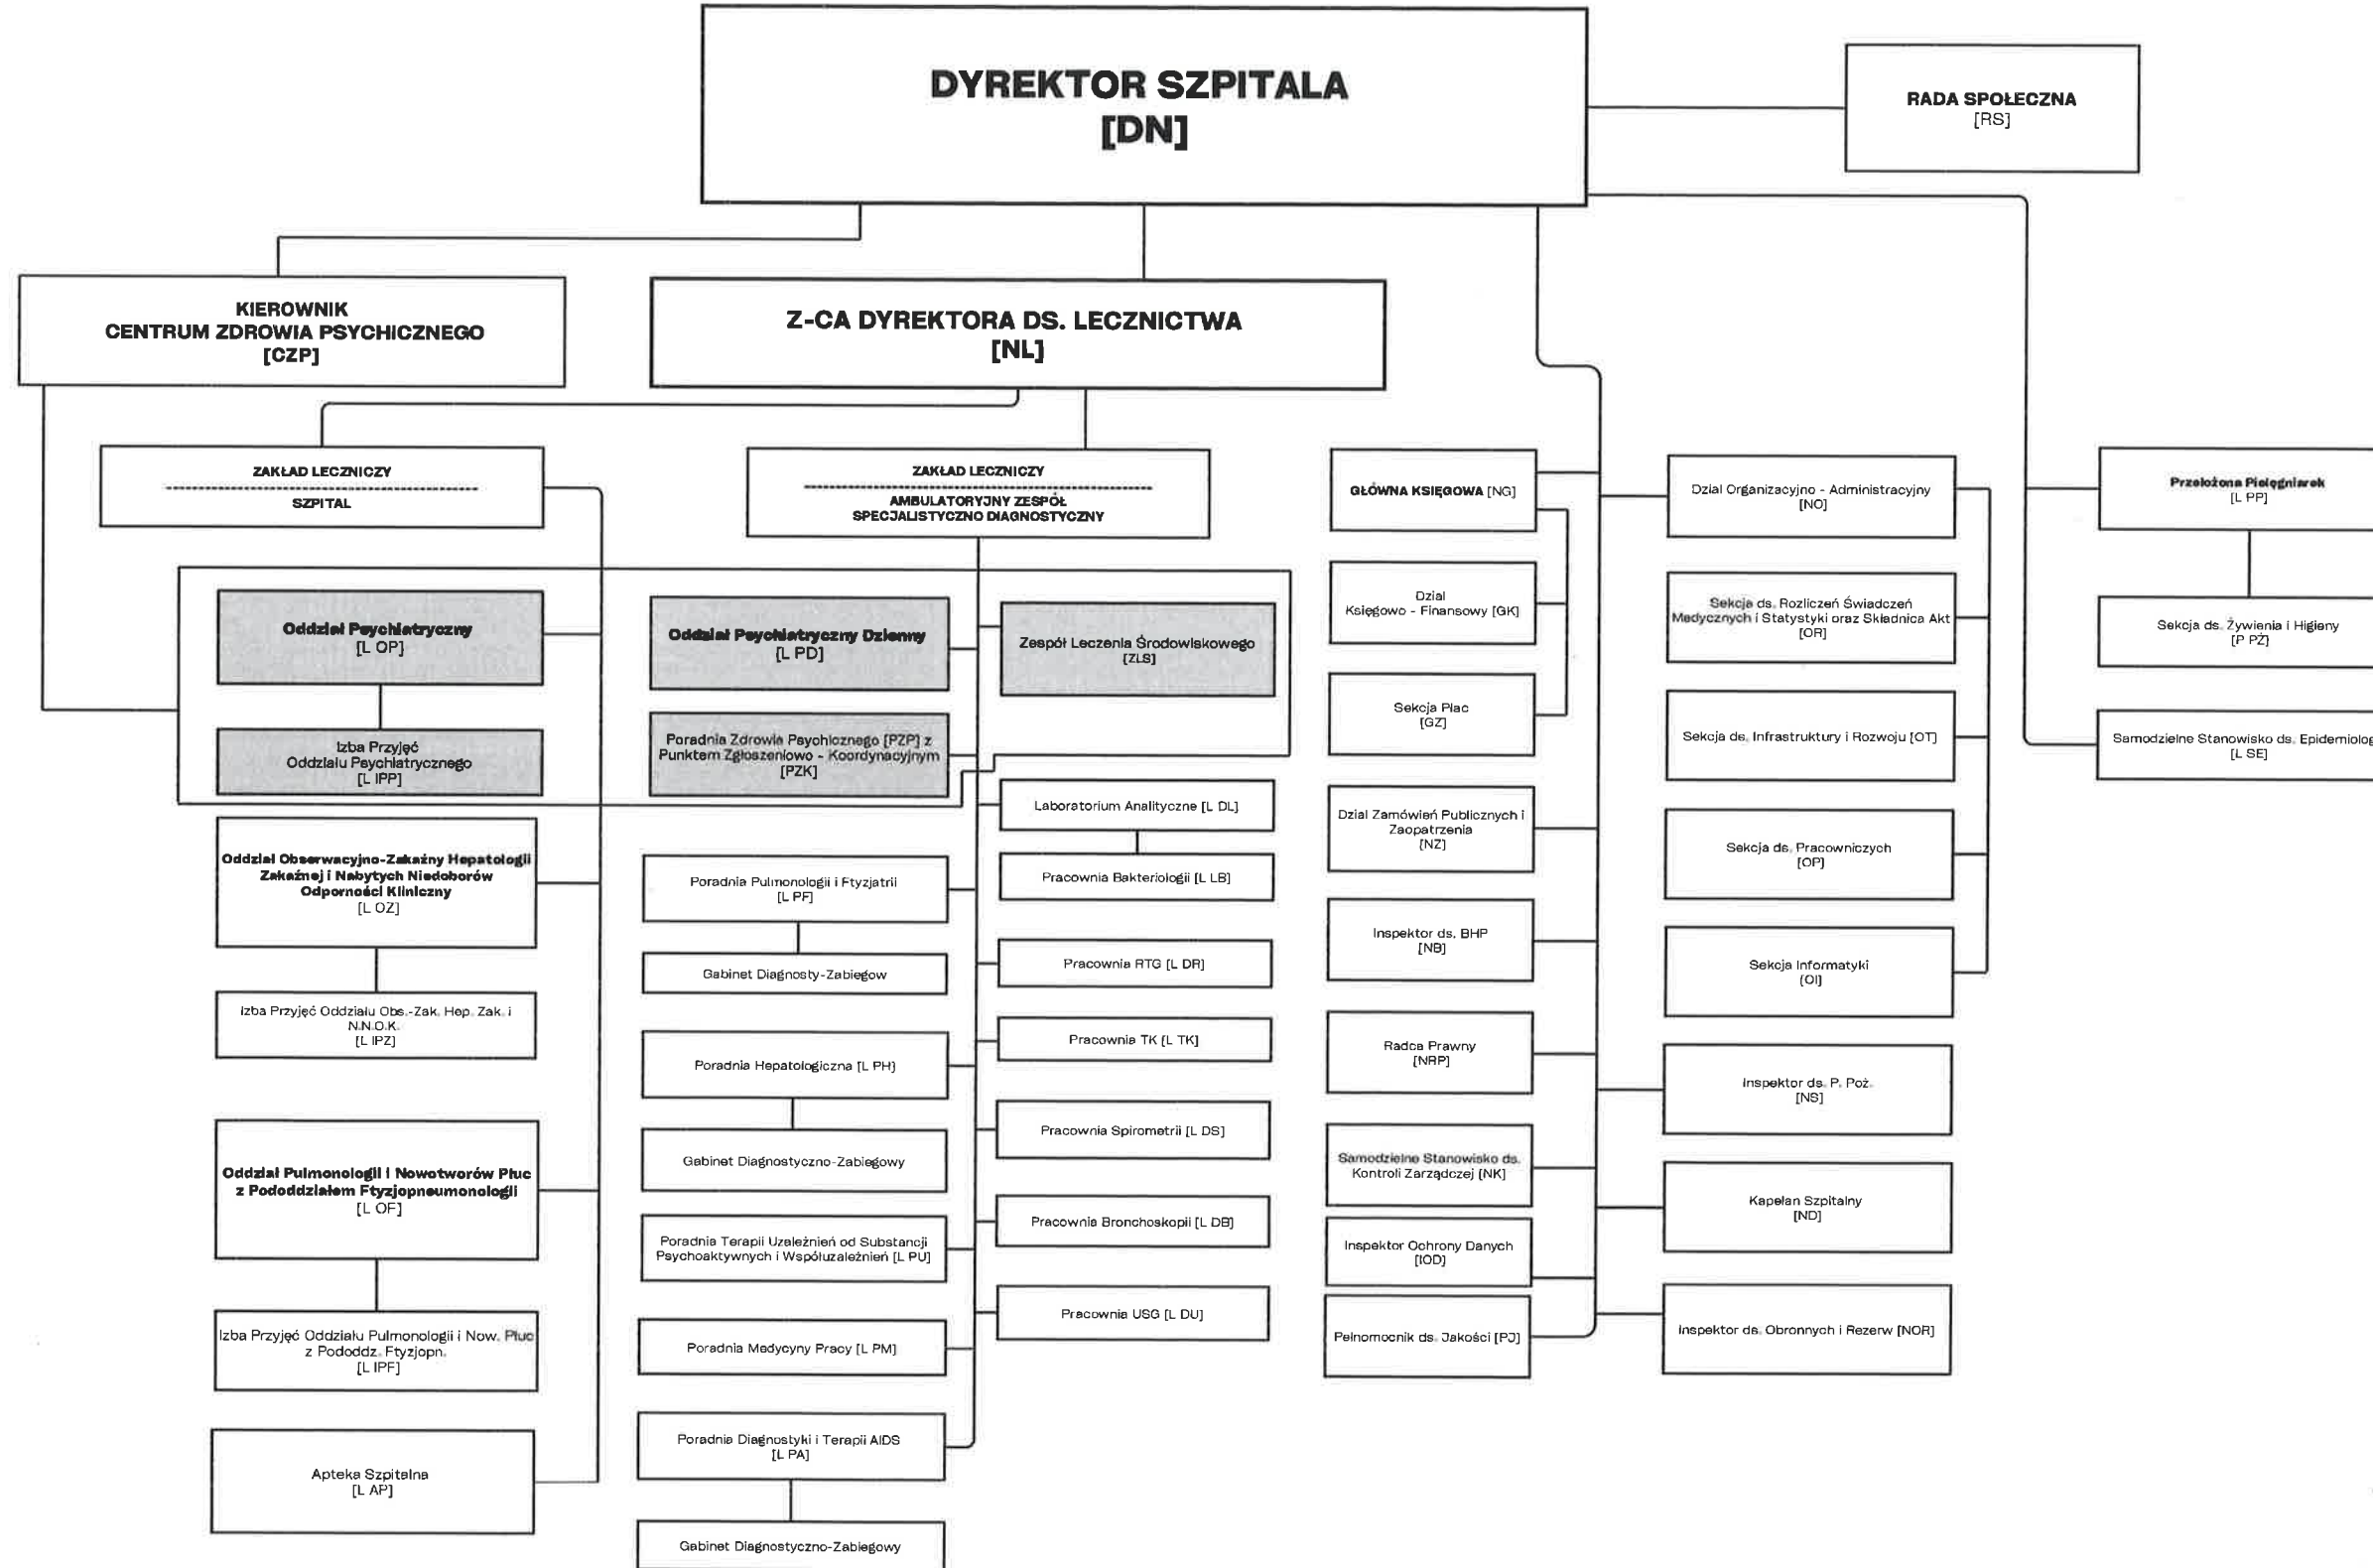 DYREKTOR SZPITALA
[DN]
RADA SPOŁECZNA
[RS]
KIEROWNIK
CENTRUM ZDROWIA PSYCHICZNEGO
[CZP]
Z-CA DYREKTORA DS. LECZNICTWA
[NL]
ZAKŁAD LECZNICZY
SZPITAL
ZAKŁAD LECZNICZY
AMBULATORYJNY ZESPÓŁ
SPECJALISTYCZNO DIAGNOSTYCZNY
Oddział Psychiatryczny
[L OP]
Izba Przyjęć
Oddziału Psychiatrycznego
[L IPP]
Oddział Obserwacyjno-Zakaźny Hepatologii
Zakaźnej i Nabytych Niedoborów
Odporności Kliniczny
[L OZ]
Izba Przyjęć Oddziału Obs.-Zak. Hep. Zak. i
N.N.O.K.
[L IPZ]
Oddział Pulmonologii i Nowotworów Płuc
z Pododdziałem Ftyzjopneumonologii
[L OF]
Izba Przyjęć Oddziału Pulmonologii i Now. Płuc
z Pododdz. Ftyzjopn.
[L IPF]
Apteka Szpitalna
[L AP]
Oddział Psychiatryczny Dzienny
[L PD]
Poradnia Zdrowia Psychicznego [PZP] z
Punktem Zgłoszeniowo - Koordynacyjnym
[PZK]
Poradnia Pulmonologii i Ftyzjatrii
[L PF]
Gabinet Diagnosty-Zabiegow
Poradnia Hepatologiczna [L PH]
Gabinet Diagnostyczno-Zabiegowy
Poradnia Terapii Uzależnień od Substancji
Psychoaktywnych i Współuzależnień [L PU]
Poradnia Medycyny Pracy [L PM]
Poradnia Diagnostyki i Terapii AIDS
[L PA]
Gabinet Diagnostyczno-Zabiegowy
Zespół Leczenia Środowiskowego
[ZLŚ]
Laboratorium Analityczne [L DL]
Pracownia Bakteriologii [L LB]
Pracownia RTG [L DR]
Pracownia TK [L TK]
Pracownia Spirometrii [L DS]
Pracownia Bronchoskopii [L DB]
Pracownia USG [L DU]
GŁÓWNA KSIĘGOWA [NG]
Dział
Księgowo - Finansowy [GK]
Sekcja Płac
[GZ]
Dział Zamówień Publicznych i
Zaopatrzenia
[NZ]
Inspektor ds. BHP
[NB]
Radca Prawny
[NRP]
Samodzielne Stanowisko ds.
Kontroli Zarządczej [NK]
Inspektor Ochrony Danych
[IOD]
Pełnomocnik ds. Jakości [PJ]
Dział Organizacyjno - Administracyjny
[NO]
Sekcja ds. Rozliczeń Świadczeń
Medycznych i Statystyki oraz Składnica Akt
[OR]
Sekcja ds. Infrastruktury i Rozwoju [OT]
Sekcja ds. Pracowniczych
[OP]
Sekcja Informatyki
[OI]
Inspektor ds. P. Poż.
[NS]
Kapelan Szpitalny
[ND]
Inspektor ds. Obronnych i Rezerw [NOR]
Przełożona Pielęgniarek
[L PP]
Sekcja ds. Żywienia i Higieny
[P PŻ]
Samodzielne Stanowisko ds. Epidemiolog
[L SE]